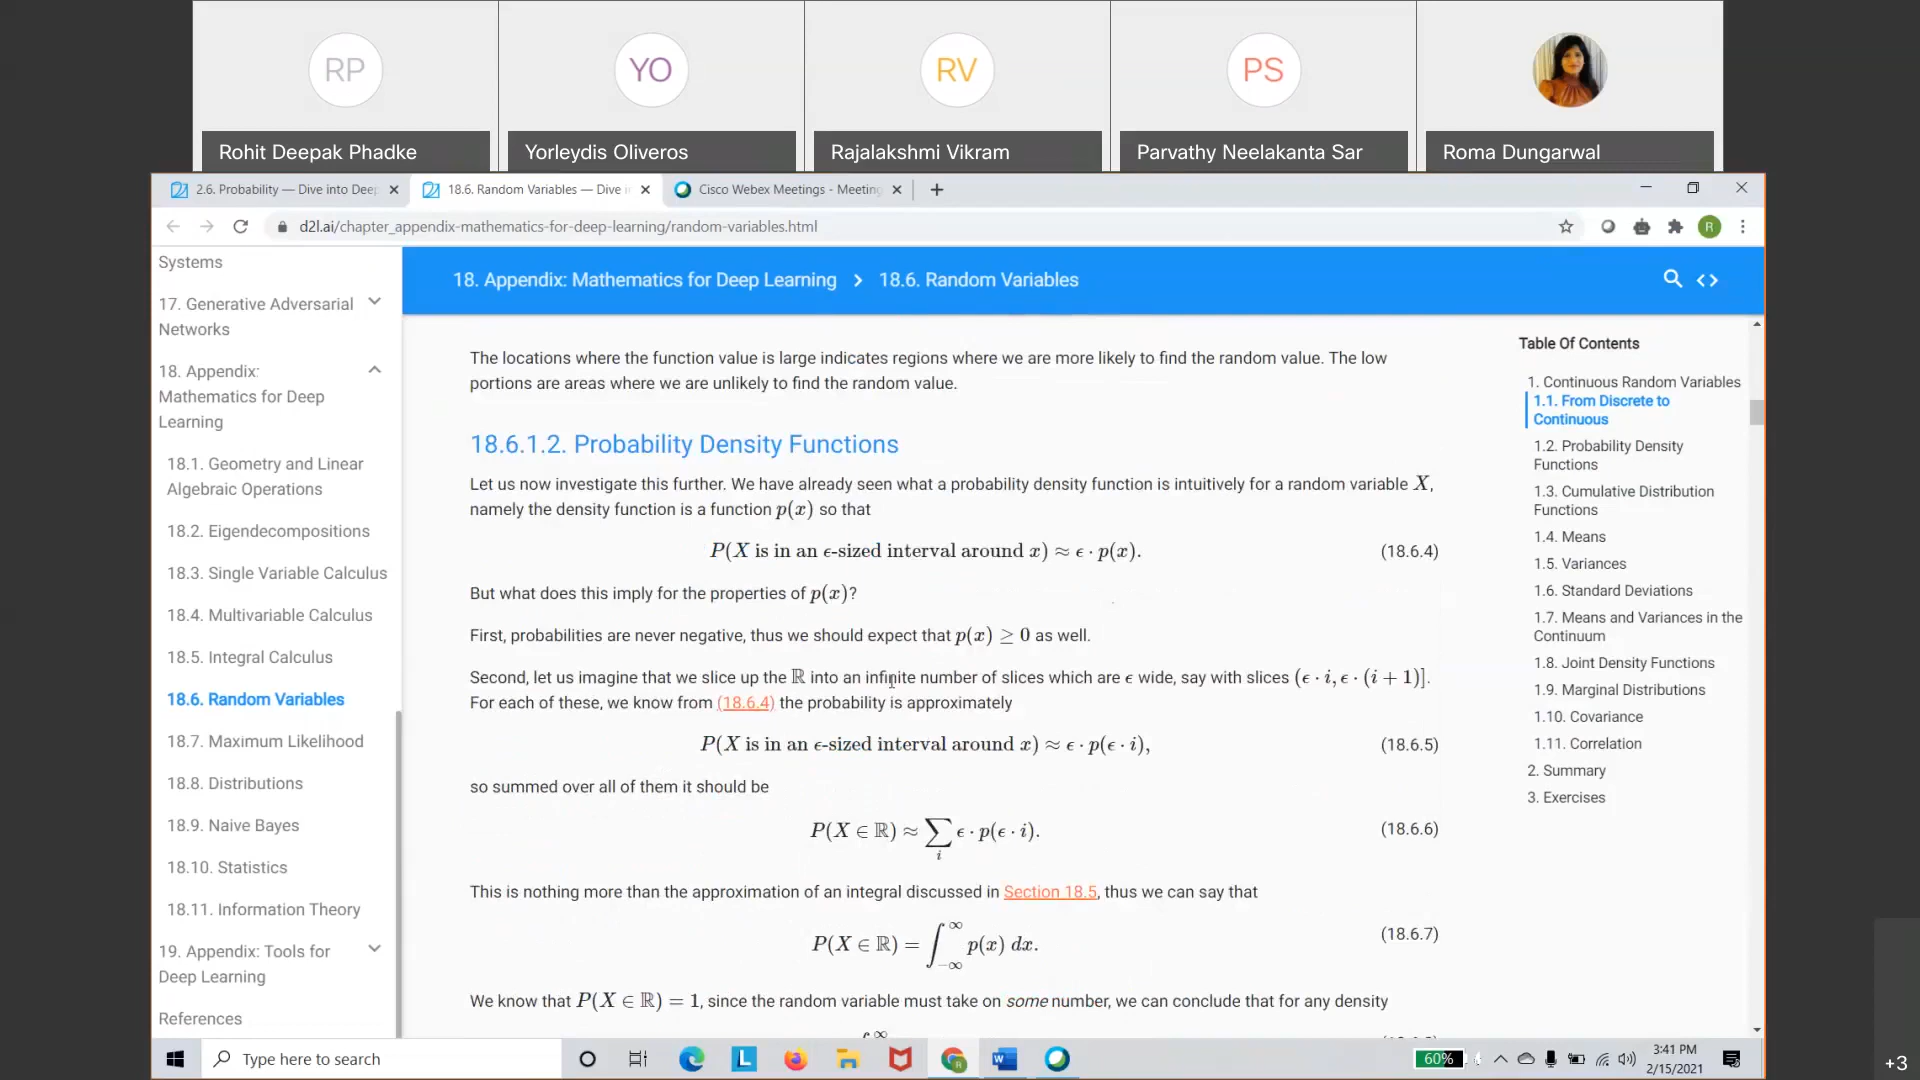 RP
YO
RV
PS
Rohit Deepak Phadke
Yorleydis Oliveros
Rajalakshmi Vikram
Parvathy Neelakanta Sar
Roma Dungarwal
2.6. Probability — Dive into Deep
18.6. Random Variables — Dive i
Cisco Webex Meetings - Meeting
d2l.ai/chapter_appendix-mathematics-for-deep-learning/random-variables.html
R
Systems
17. Generative Adversarial
Networks
18. Appendix:
Mathematics for Deep
Learning
18.1. Geometry and Linear
Algebraic Operations
18.2. Eigendecompositions
18.3. Single Variable Calculus
18.4. Multivariable Calculus
18.5. Integral Calculus
18.6. Random Variables
18.7. Maximum Likelihood
18.8. Distributions
18.9. Naive Bayes
18.10. Statistics
18.11. Information Theory
19. Appendix: Tools for
Deep Learning
References
18. Appendix: Mathematics for Deep Learning > 18.6. Random Variables
The locations where the function value is large indicates regions where we are more likely to find the random value. The low
portions are areas where we are unlikely to find the random value.
18.6.1.2. Probability Density Functions
Let us now investigate this further. We have already seen what a probability density function is intuitively for a random variable X,
namely the density function is a function p(x) so that
P(X is in an ϵ-sized interval around x) ≈ ϵ · p(x). (18.6.4)
But what does this imply for the properties of p(x)?
First, probabilities are never negative, thus we should expect that p(x) ≥ 0 as well.
Second, let us imagine that we slice up the ℝ into an infinite number of slices which are ϵ wide, say with slices (ϵ · i, ϵ · (i + 1)].
For each of these, we know from (18.6.4) the probability is approximately
P(X is in an ϵ-sized interval around x) ≈ ϵ · p(ϵ · i), (18.6.5)
so summed over all of them it should be
P(X ∈ ℝ) ≈ ∑_i ϵ · p(ϵ · i). (18.6.6)
This is nothing more than the approximation of an integral discussed in Section 18.5, thus we can say that
P(X ∈ ℝ) = ∫_{-∞}^{∞} p(x) dx. (18.6.7)
We know that P(X ∈ ℝ) = 1, since the random variable must take on some number, we can conclude that for any density
Table Of Contents
1. Continuous Random Variables
1.1. From Discrete to
Continuous
1.2. Probability Density
Functions
1.3. Cumulative Distribution
Functions
1.4. Means
1.5. Variances
1.6. Standard Deviations
1.7. Means and Variances in the
Continuum
1.8. Joint Density Functions
1.9. Marginal Distributions
1.10. Covariance
1.11. Correlation
2. Summary
3. Exercises
Type here to search
60%
3:41 PM
2/15/2021
+3